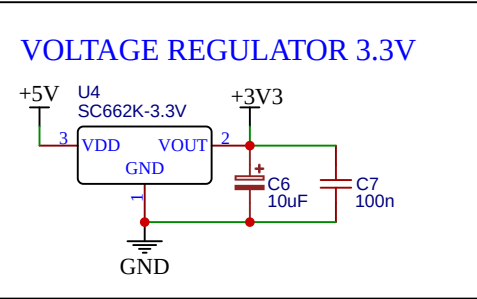 VOLTAGE REGULATOR 3.3V
+5V
U4
SC662K-3.3V
+3V3
3
VDD
VOUT
2
GND
1
+
C6
10uF
C7
100n
GND